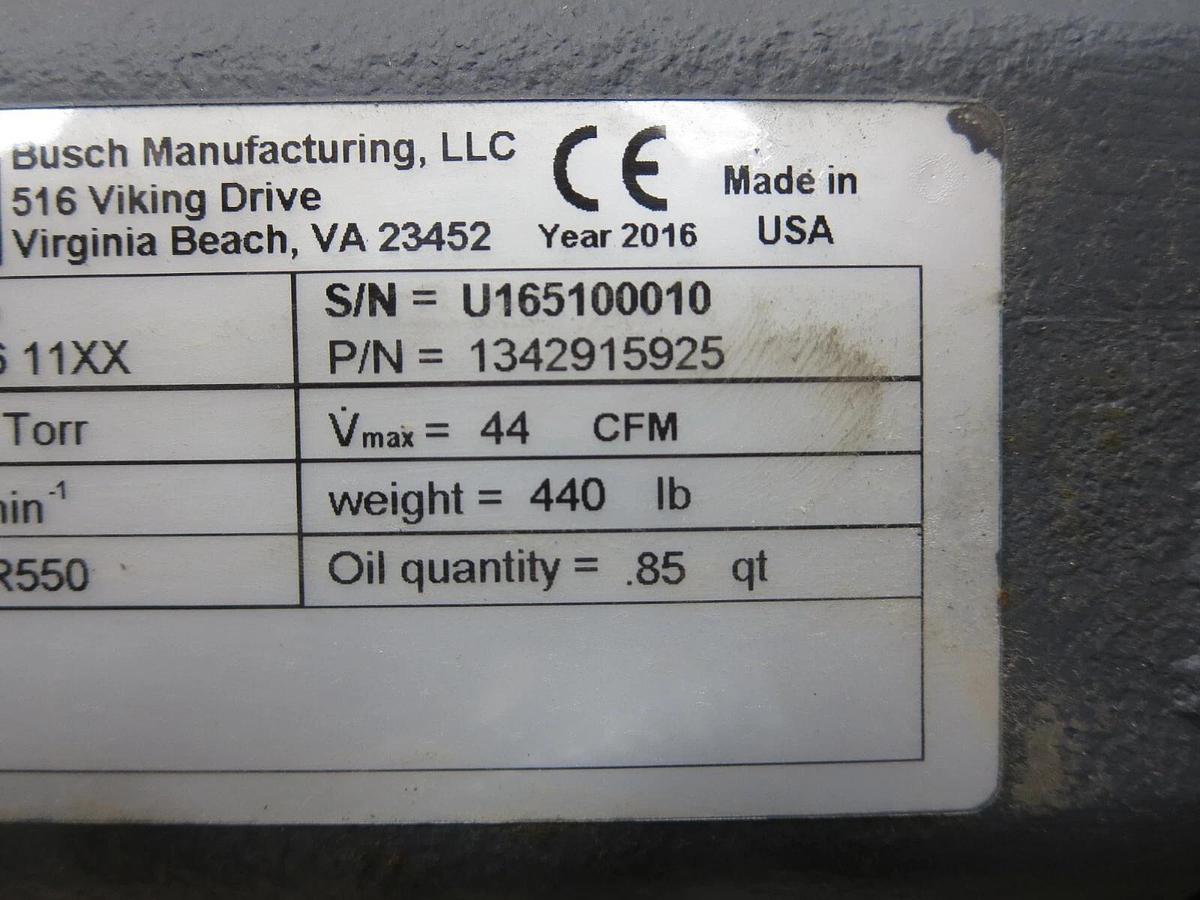 Busch Manufacturing, LLC
516 Viking Drive
Virginia Beach, VA 23452
CE
Year 2016
Made in
USA
S/N = U165100010
11XX
P/N = 1342915925
Torr
V̇max = 44 CFM
weight = 440 lb
R550
Oil quantity = .85 qt